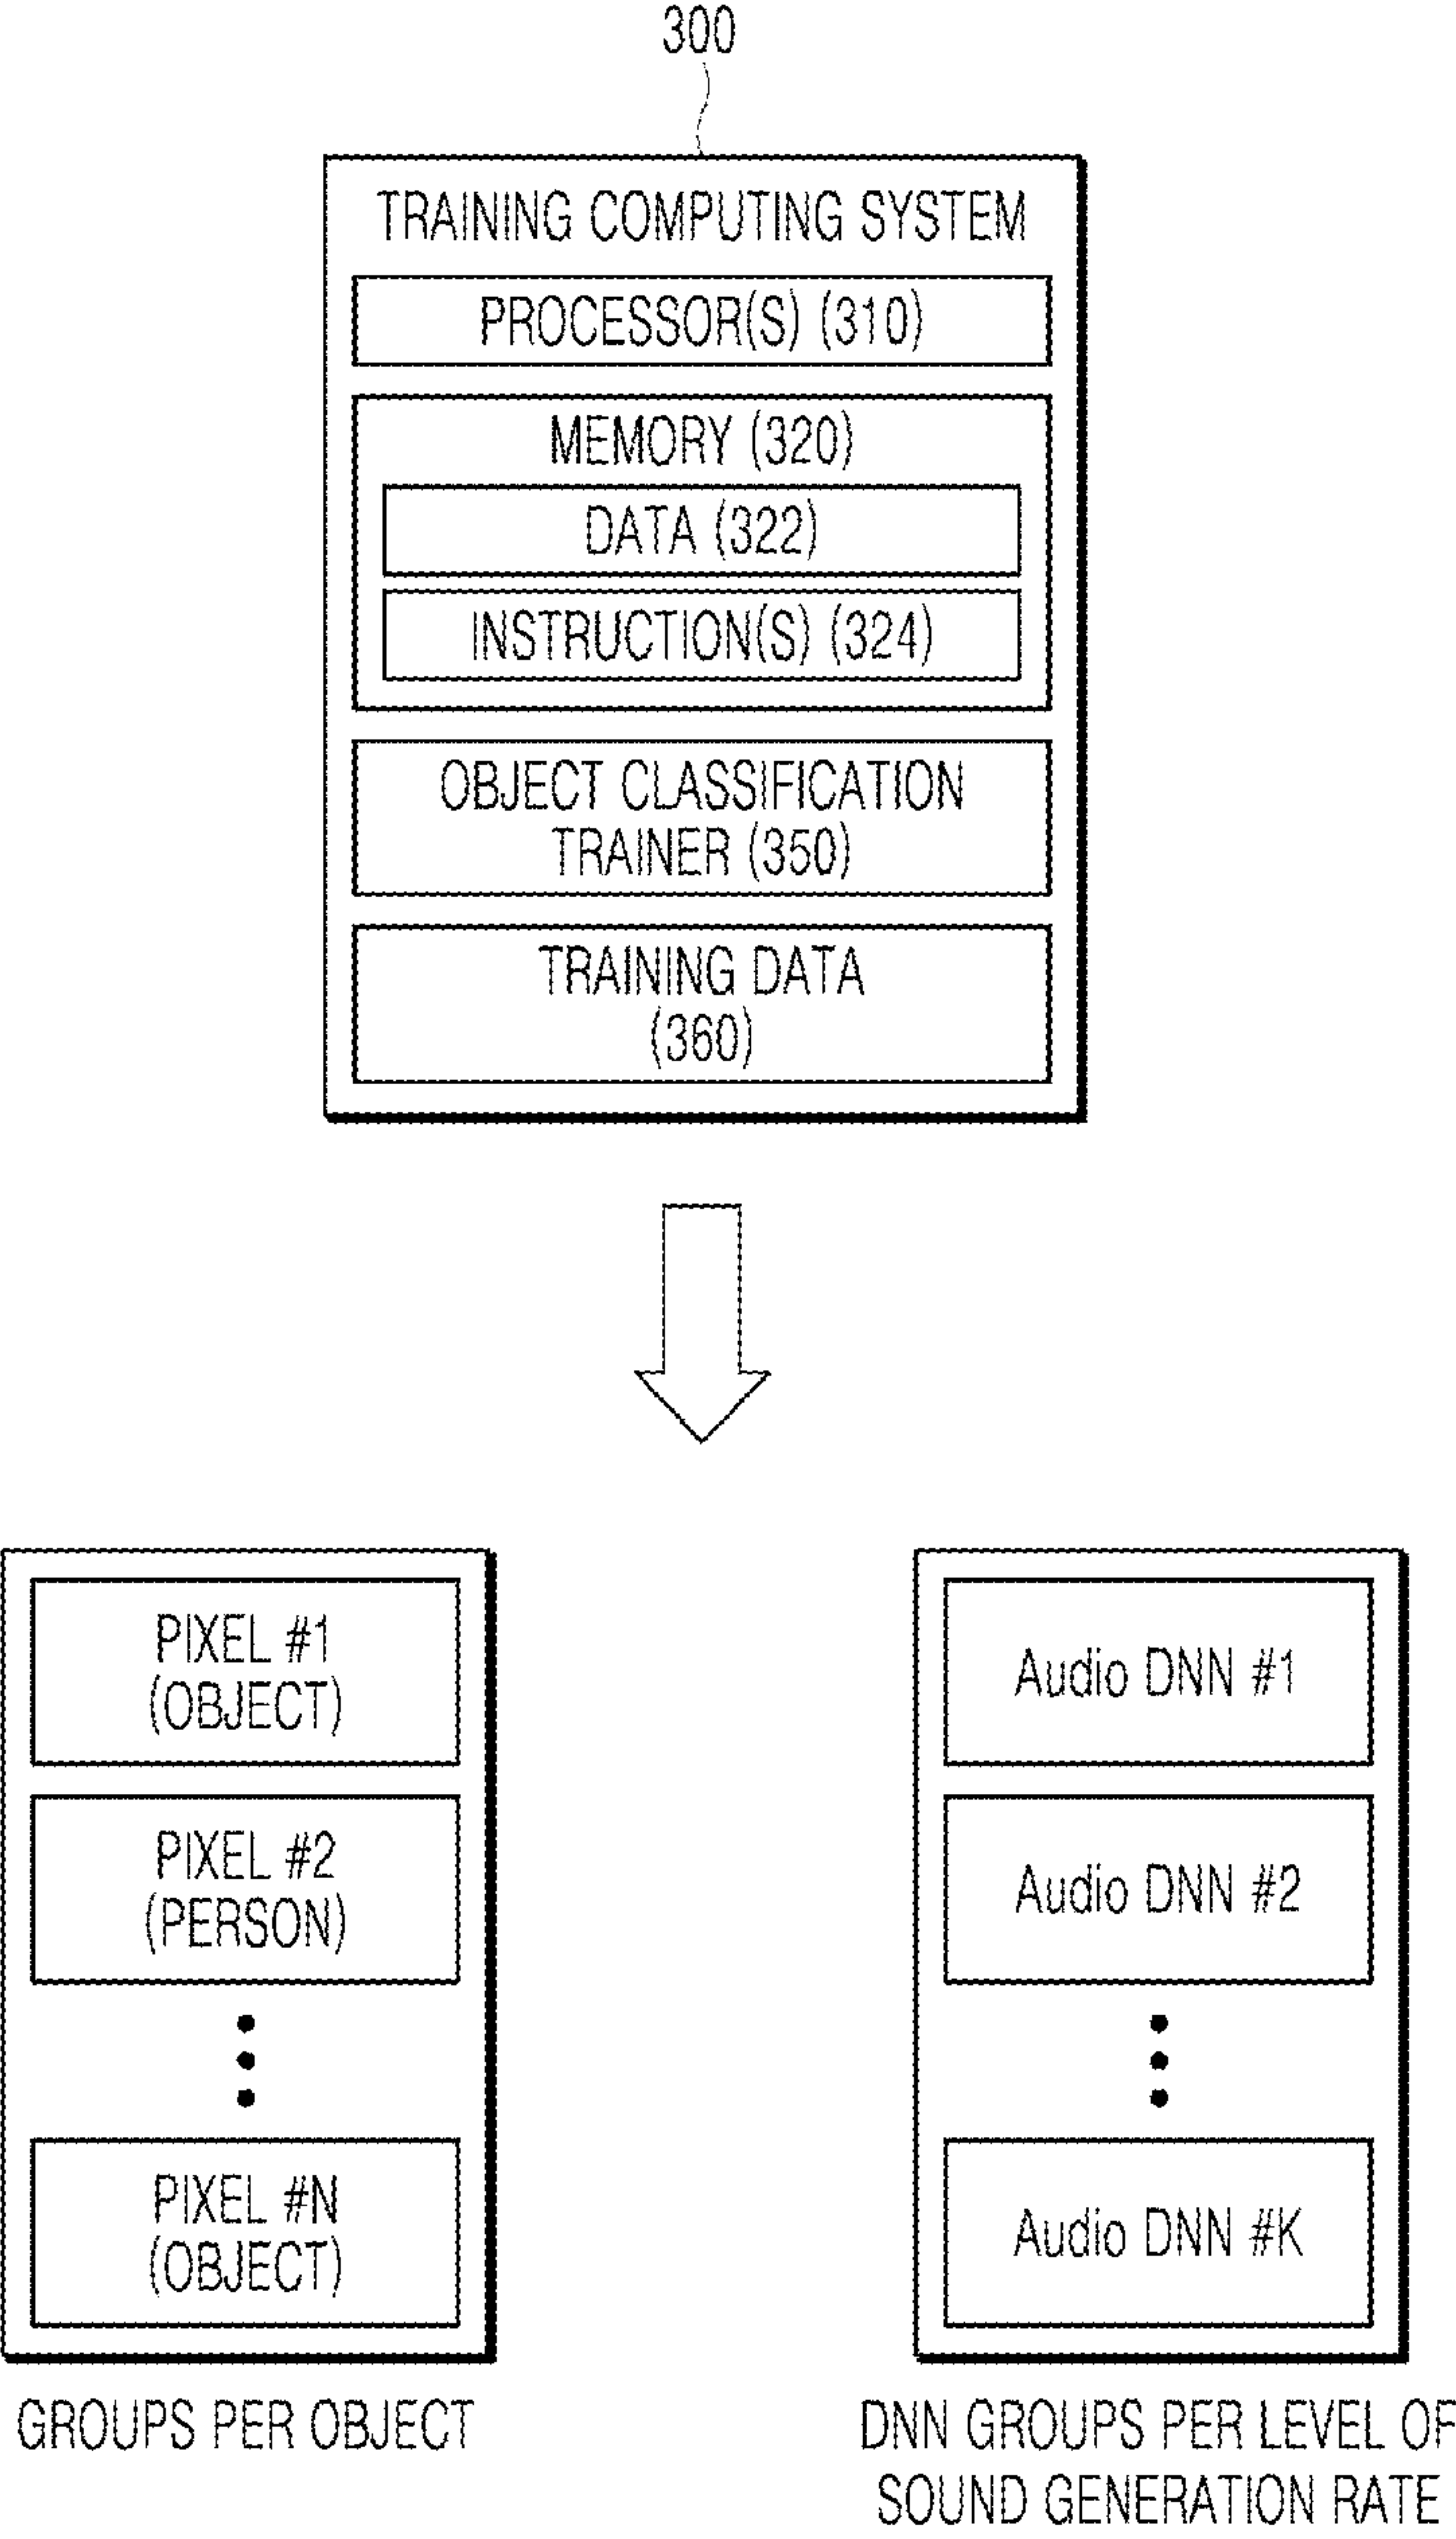 300
TRAINING COMPUTING SYSTEM
PROCESSOR(S) (310)
MEMORY (320)
DATA (322)
INSTRUCTION(S) (324)
OBJECT CLASSIFICATION
TRAINER (350)
TRAINING DATA
(360)
PIXEL #1
(OBJECT)
PIXEL #2
(PERSON)
PIXEL #N
(OBJECT)
GROUPS PER OBJECT
Audio DNN #1
Audio DNN #2
Audio DNN #K
DNN GROUPS PER LEVEL OF
SOUND GENERATION RATE